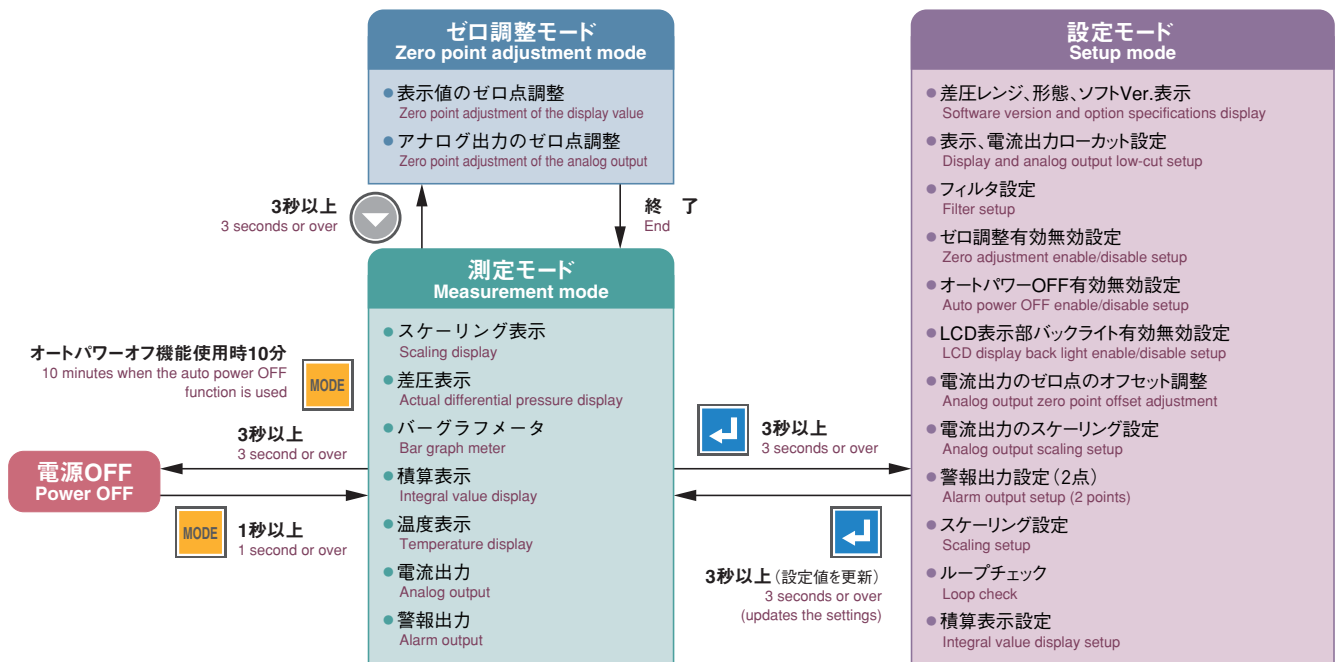 ゼロ調整モード
Zero point adjustment mode
●表示値のゼロ点調整
Zero point adjustment of the display value
●アナログ出力のゼロ点調整
Zero point adjustment of the analog output
3秒以上
3 seconds or over
終 了
End
測定モード
Measurement mode
●スケーリング表示
Scaling display
●差圧表示
Actual differential pressure display
●バーグラフメータ
Bar graph meter
●積算表示
Integral value display
●温度表示
Temperature display
●電流出力
Analog output
●警報出力
Alarm output
オートパワーオフ機能使用時10分
10 minutes when the auto power OFF
function is used
MODE
3秒以上
3 second or over
電源OFF
Power OFF
MODE
1秒以上
1 second or over
3秒以上
3 seconds or over
3秒以上（設定値を更新）
3 seconds or over
(updates the settings)
設定モード
Setup mode
●差圧レンジ、形態、ソフトVer.表示
Software version and option specifications display
●表示、電流出力ローカット設定
Display and analog output low-cut setup
●フィルタ設定
Filter setup
●ゼロ調整有効無効設定
Zero adjustment enable/disable setup
●オートパワーOFF有効無効設定
Auto power OFF enable/disable setup
●LCD表示部バックライト有効無効設定
LCD display back light enable/disable setup
●電流出力のゼロ点のオフセット調整
Analog output zero point offset adjustment
●電流出力のスケーリング設定
Analog output scaling setup
●警報出力設定（2点）
Alarm output setup (2 points)
●スケーリング設定
Scaling setup
●ループチェック
Loop check
●積算表示設定
Integral value display setup